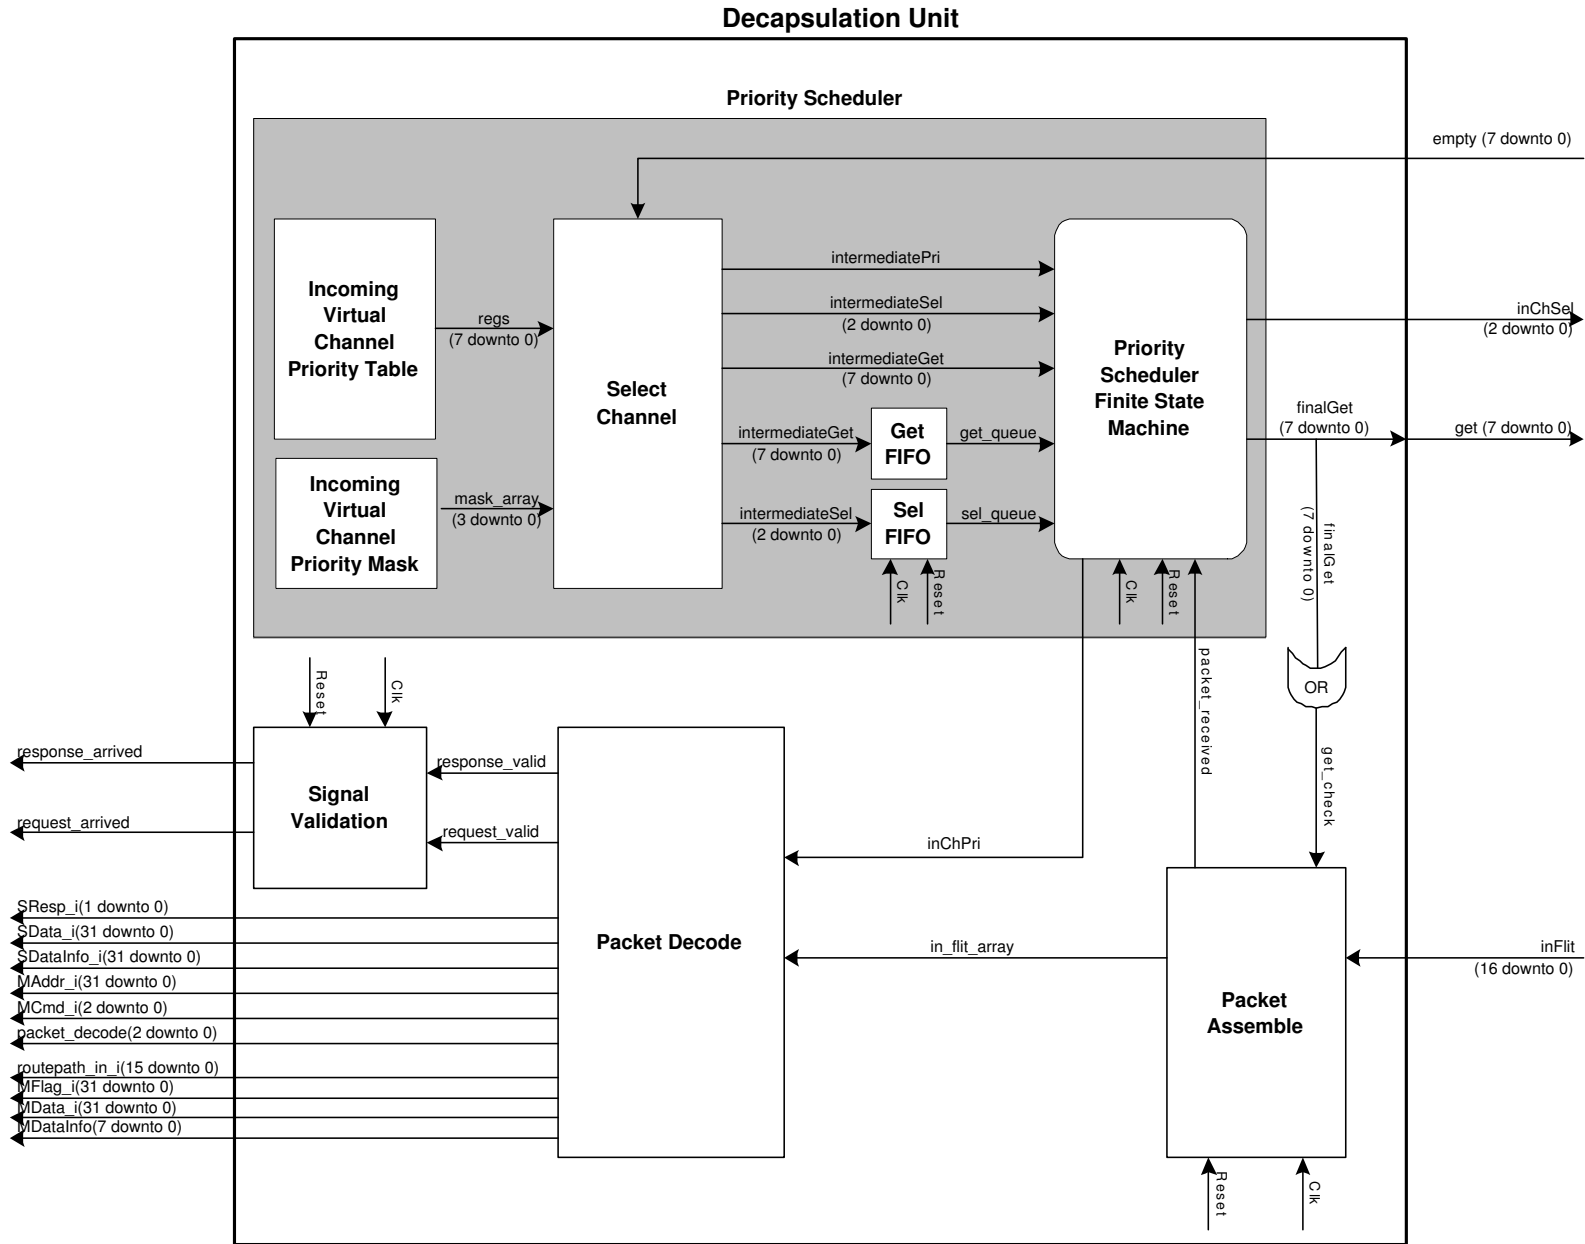 Decapsulation Unit
Priority Scheduler
empty (7 downto 0)
Incoming
Virtual
Channel
Priority Table
regs
(7 downto 0)
Incoming
Virtual
Channel
Priority Mask
mask_array
(3 downto 0)
Select
Channel
intermediatePri
intermediateSel
(2 downto 0)
intermediateGet
(7 downto 0)
intermediateGet
(7 downto 0)
Get
FIFO
get_queue
intermediateSel
(2 downto 0)
Sel
FIFO
sel_queue
Clk
Reset
Priority
Scheduler
Finite State
Machine
Clk
Reset
inChSel
(2 downto 0)
finalGet
(7 downto 0)
get (7 downto 0)
finalGet
(7 downto 0)
OR
get_check
packet_received
Reset
Clk
response_arrived
request_arrived
Signal
Validation
response_valid
request_valid
inChPri
Packet Decode
in_flit_array
Packet
Assemble
inFlit
(16 downto 0)
Reset
Clk
SResp_i(1 downto 0)
SData_i(31 downto 0)
SDataInfo_i(31 downto 0)
MAddr_i(31 downto 0)
MCmd_i(2 downto 0)
packet_decode(2 downto 0)
routepath_in_i(15 downto 0)
MFlag_i(31 downto 0)
MData_i(31 downto 0)
MDataInfo(7 downto 0)